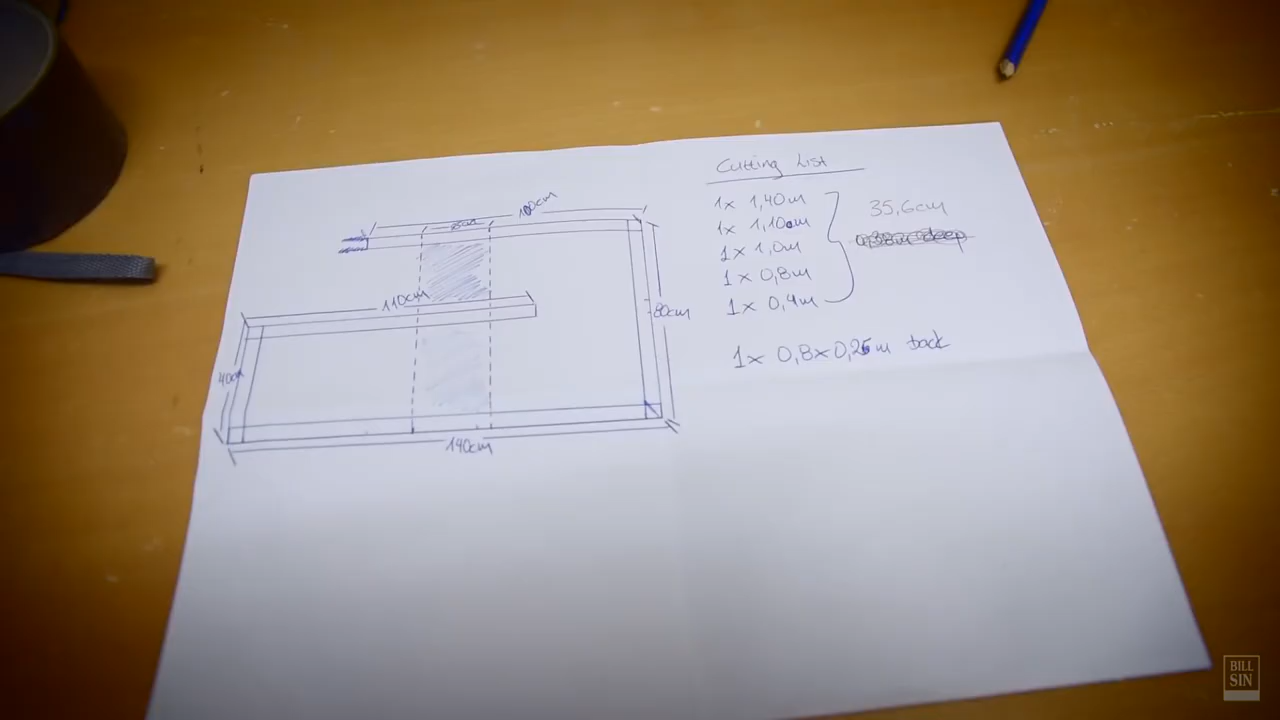 Cutting List
1x 1,40m
1x 1,10m
1x 1,0m
1x 0,8m
1x 0,4m
35,6cm
1x 0,8x0,25m back
100cm
110cm
80cm
40cm
140cm
BILL
SIN